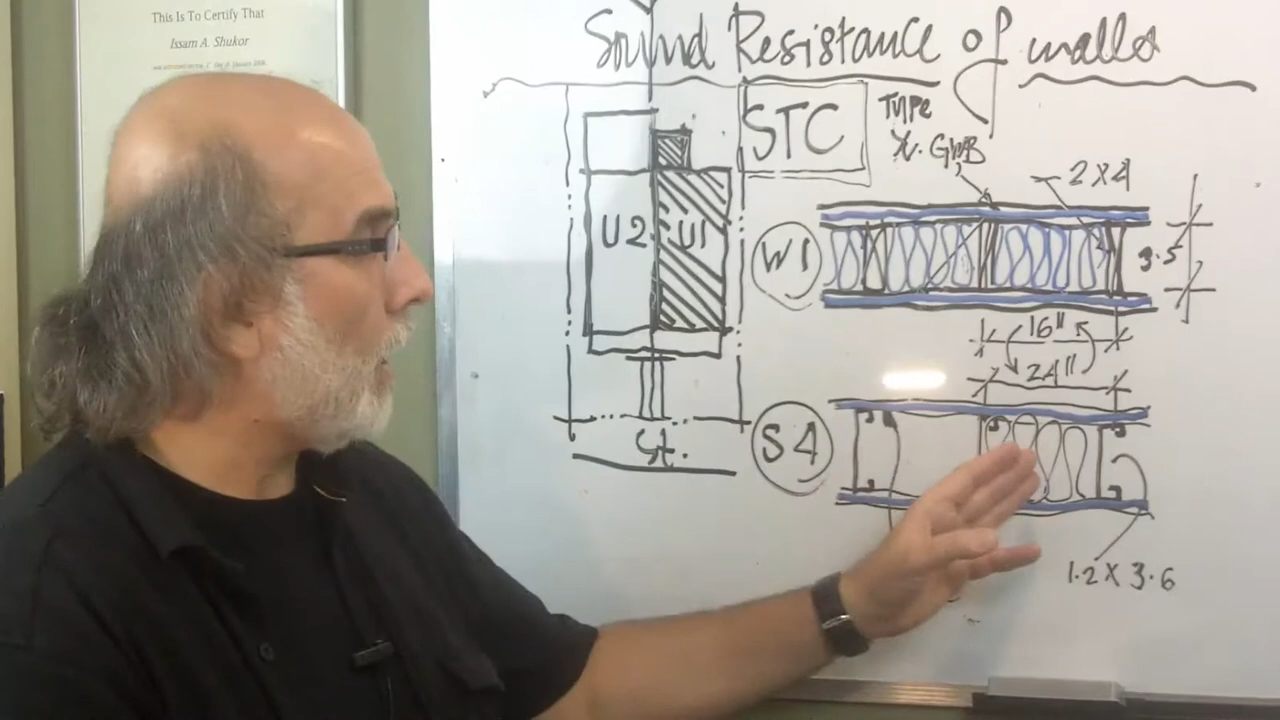 This Is To Certify That
Issam A. Shukor
Sound Resistance of walls
STC
Type
X. GWB
2X4
U2
U1
W1
3.5
16"
24"
S4
St.
1.2 X 3.6